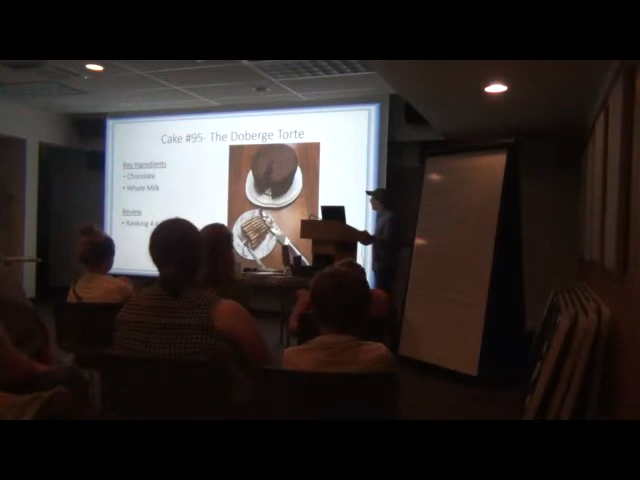 Cake #95- The Doberge Torte
Key Ingredients
• Chocolate
• Whole Milk
Review
• Ranking 4